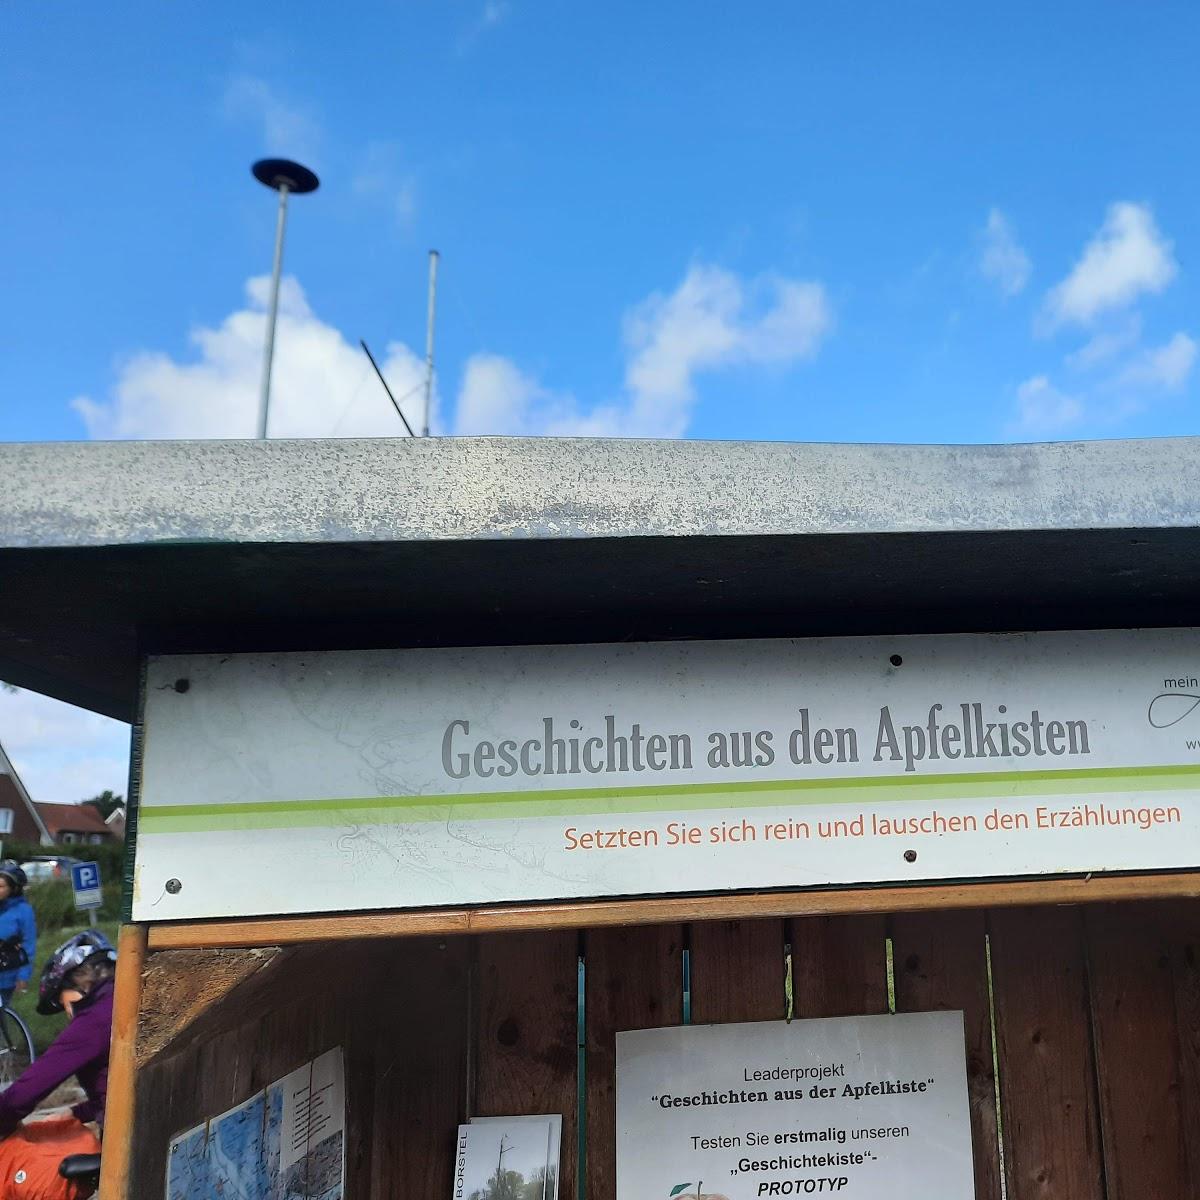 mein
Geschichten aus den Apfelkisten
Setzten Sie sich rein und lauschen den Erzählungen
P
Leaderprojekt
“Geschichten aus der Apfelkiste“
Testen Sie erstmalig unseren
„Geschichtekiste“-
PROTOTYP
BORSTEL